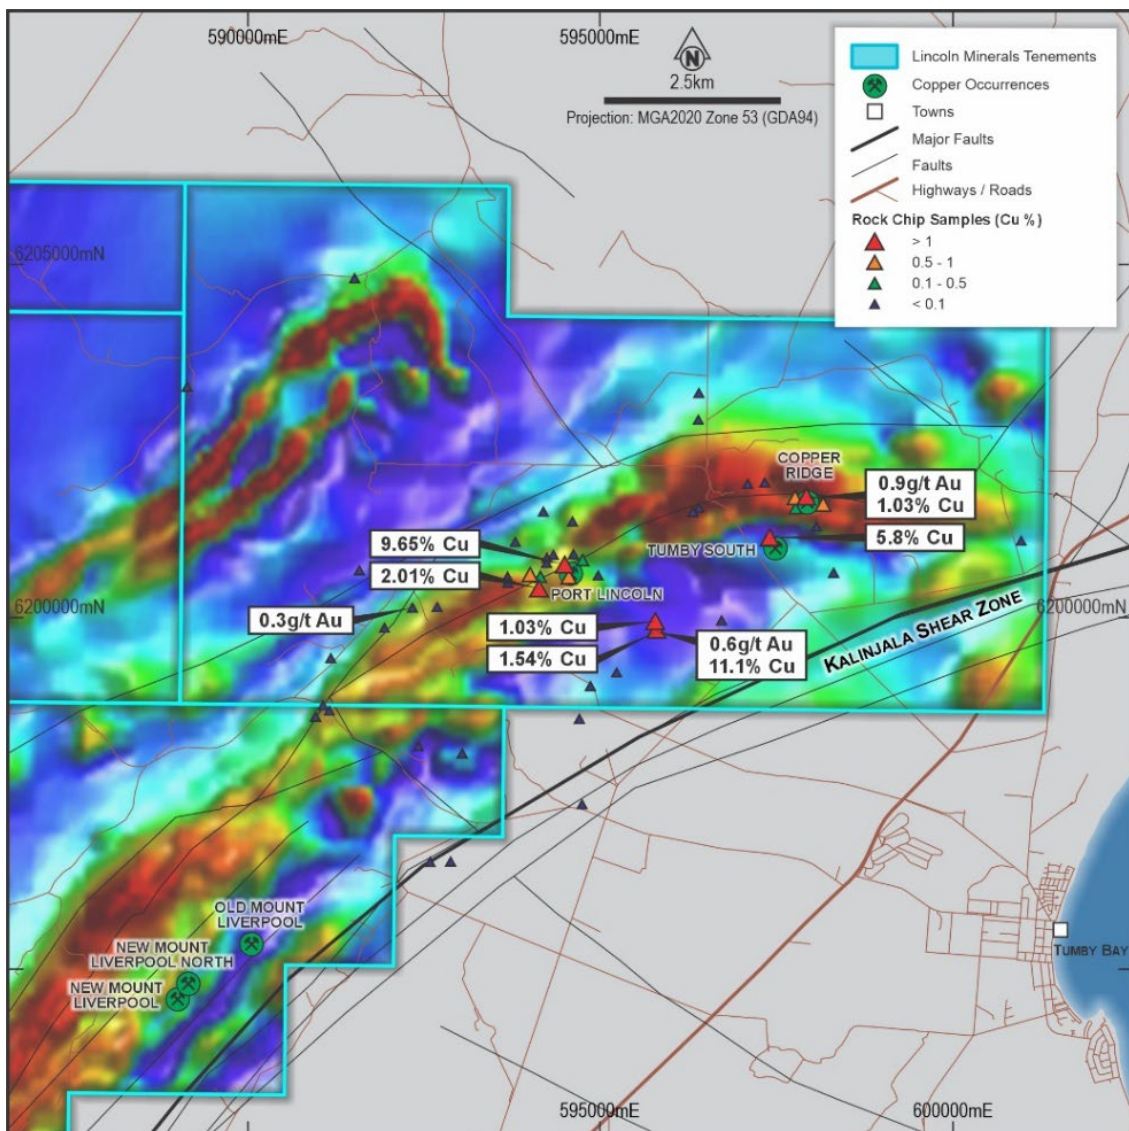 590000mE
595000mE
N
2.5km
Projection: MGA2020 Zone 53 (GDA94)
Lincoln Minerals Tenements
Copper Occurrences
Towns
Major Faults
Faults
Highways / Roads
Rock Chip Samples (Cu %)
> 1
0.5 - 1
0.1 - 0.5
< 0.1
6205000mN
COPPER
RIDGE
0.9g/t Au
1.03% Cu
9.65% Cu
TUMBY SOUTH
5.8% Cu
2.01% Cu
PORT LINCOLN
6200000mN
6200000mN
0.3g/t Au
1.03% Cu
1.54% Cu
0.6g/t Au
11.1% Cu
KALINJALA SHEAR ZONE
OLD MOUNT
LIVERPOOL
NEW MOUNT
LIVERPOOL NORTH
NEW MOUNT
LIVERPOOL
TUMBY BAY
595000mE
600000mE